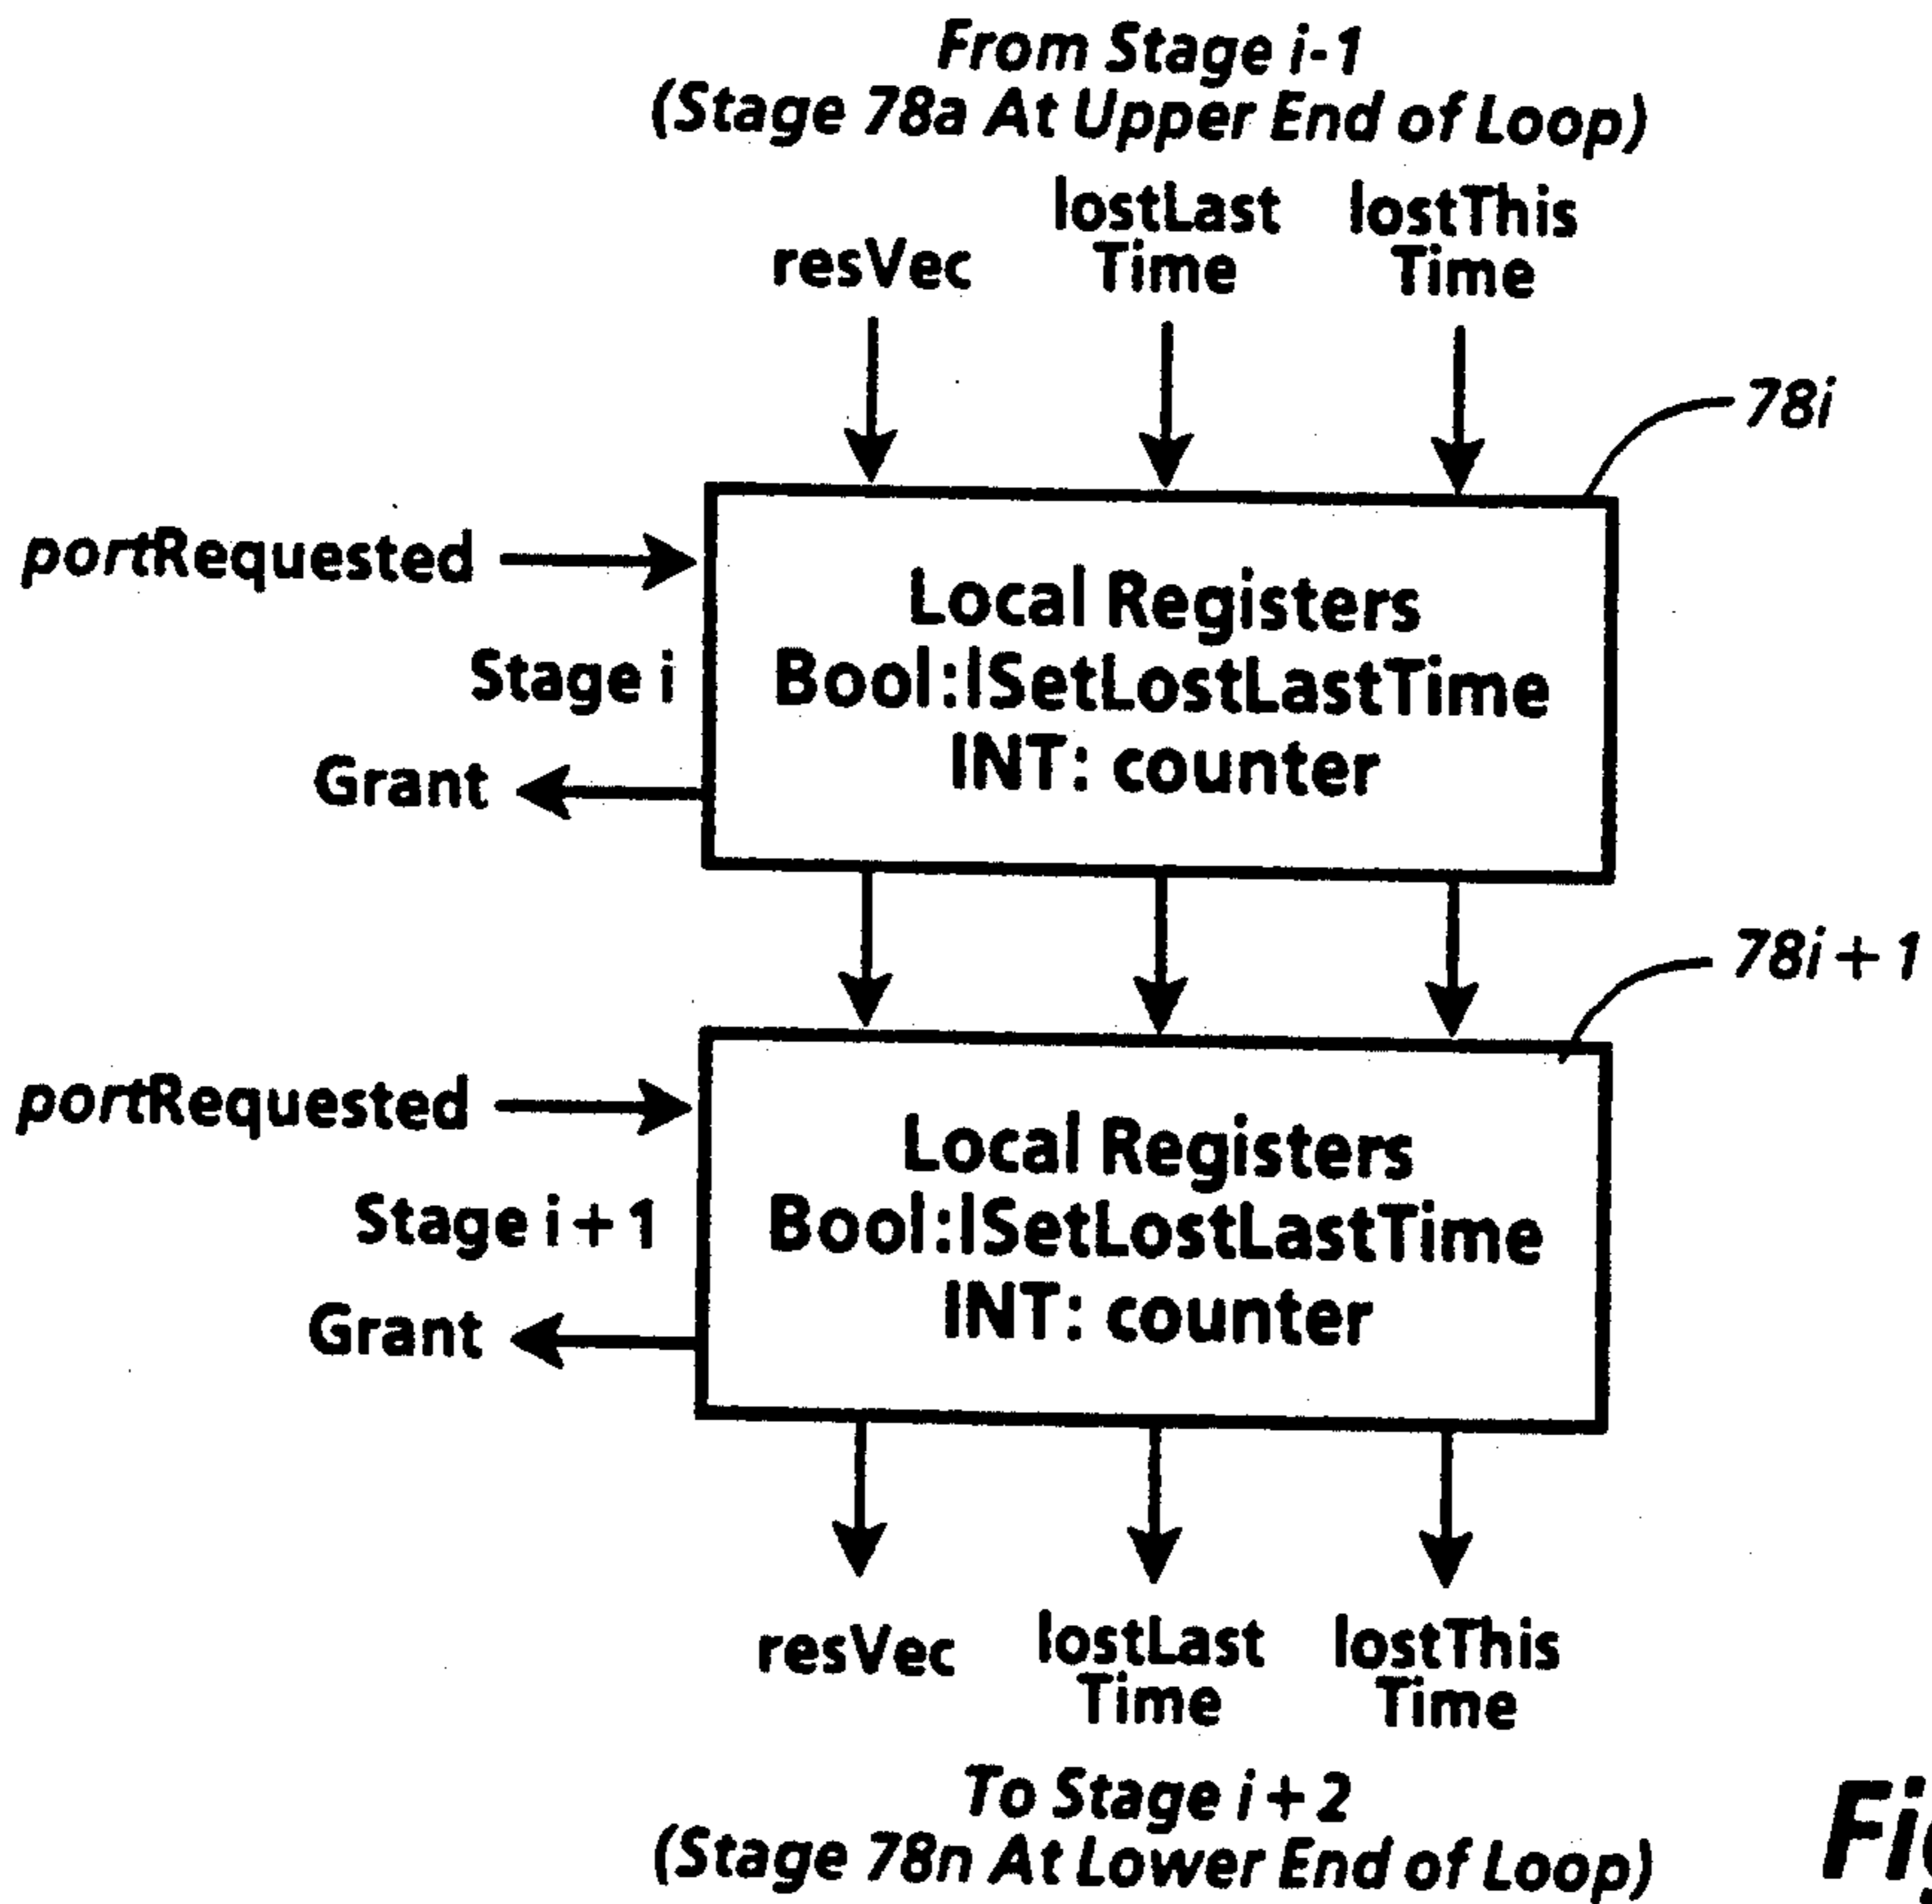 From Stage i-1
(Stage 78a At Upper End of Loop)
resVec
lostLast
Time
lostThis
Time
78i
portRequested
Local Registers
Bool:ISetLostLastTime
INT: counter
Stage i
Grant
78i + 1
portRequested
Local Registers
Bool:ISetLostLastTime
INT: counter
Stage i + 1
Grant
resVec
lostLast
Time
lostThis
Time
To Stage i + 2
(Stage 78n At Lower End of Loop)